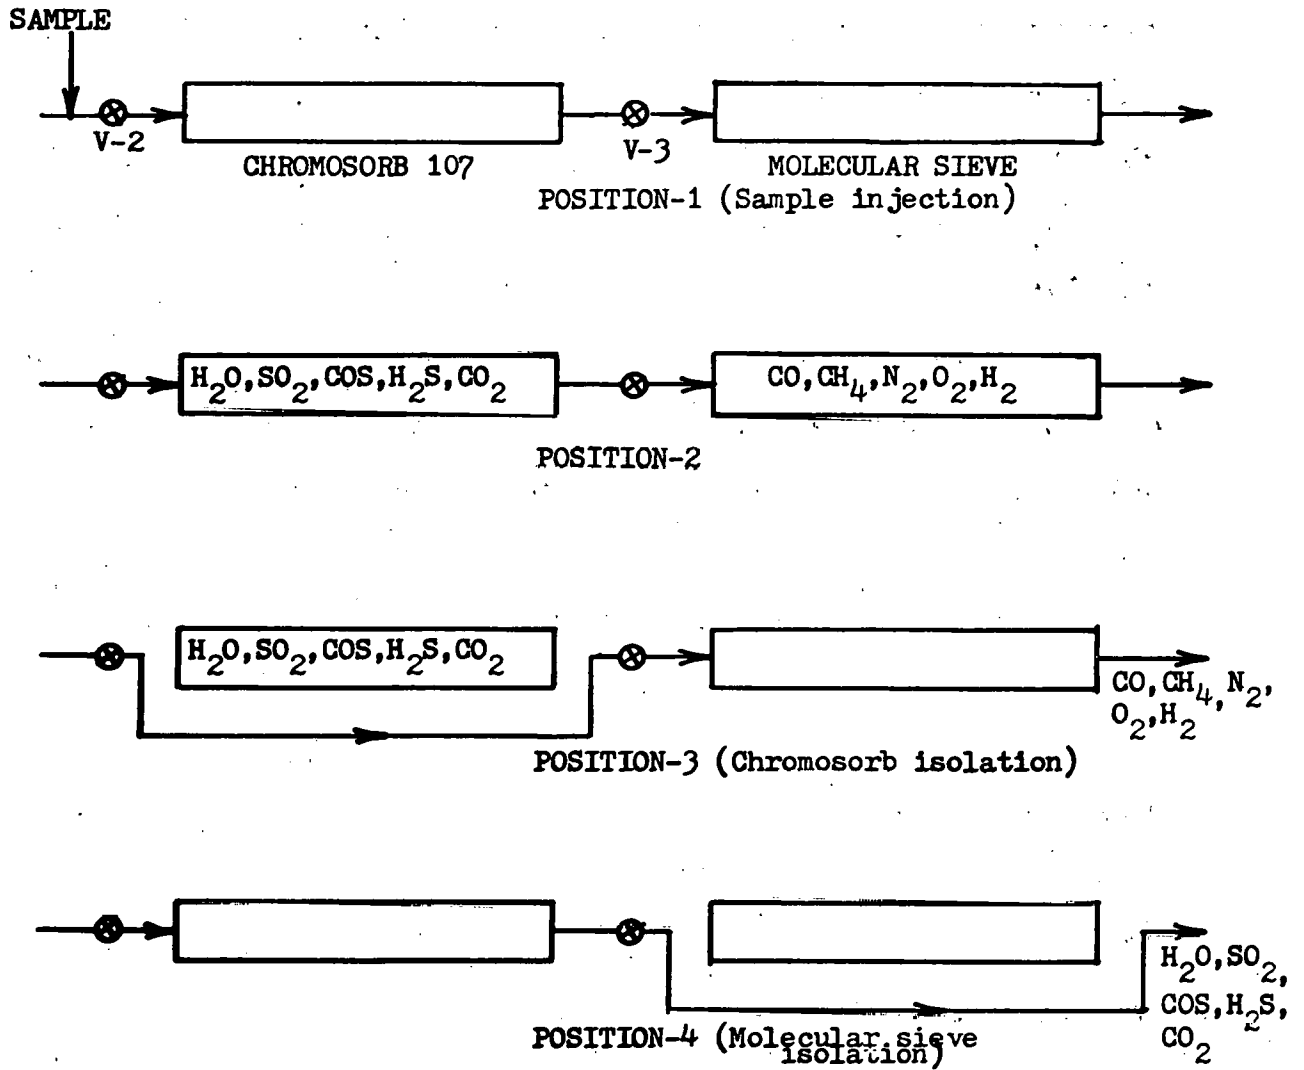 SAMPLE
V-2
V-3
CHROMOSORB 107
MOLECULAR SIEVE
POSITION-1 (Sample injection)
H₂O,SO₂,COS,H₂S,CO₂
CO,CH₄,N₂,O₂,H₂
POSITION-2
H₂O,SO₂,COS,H₂S,CO₂
CO,CH₄,N₂,
O₂,H₂
POSITION-3 (Chromosorb isolation)
H₂O,SO₂,
COS,H₂S,
CO₂
POSITION-4 (Molecular sieve
isolation)